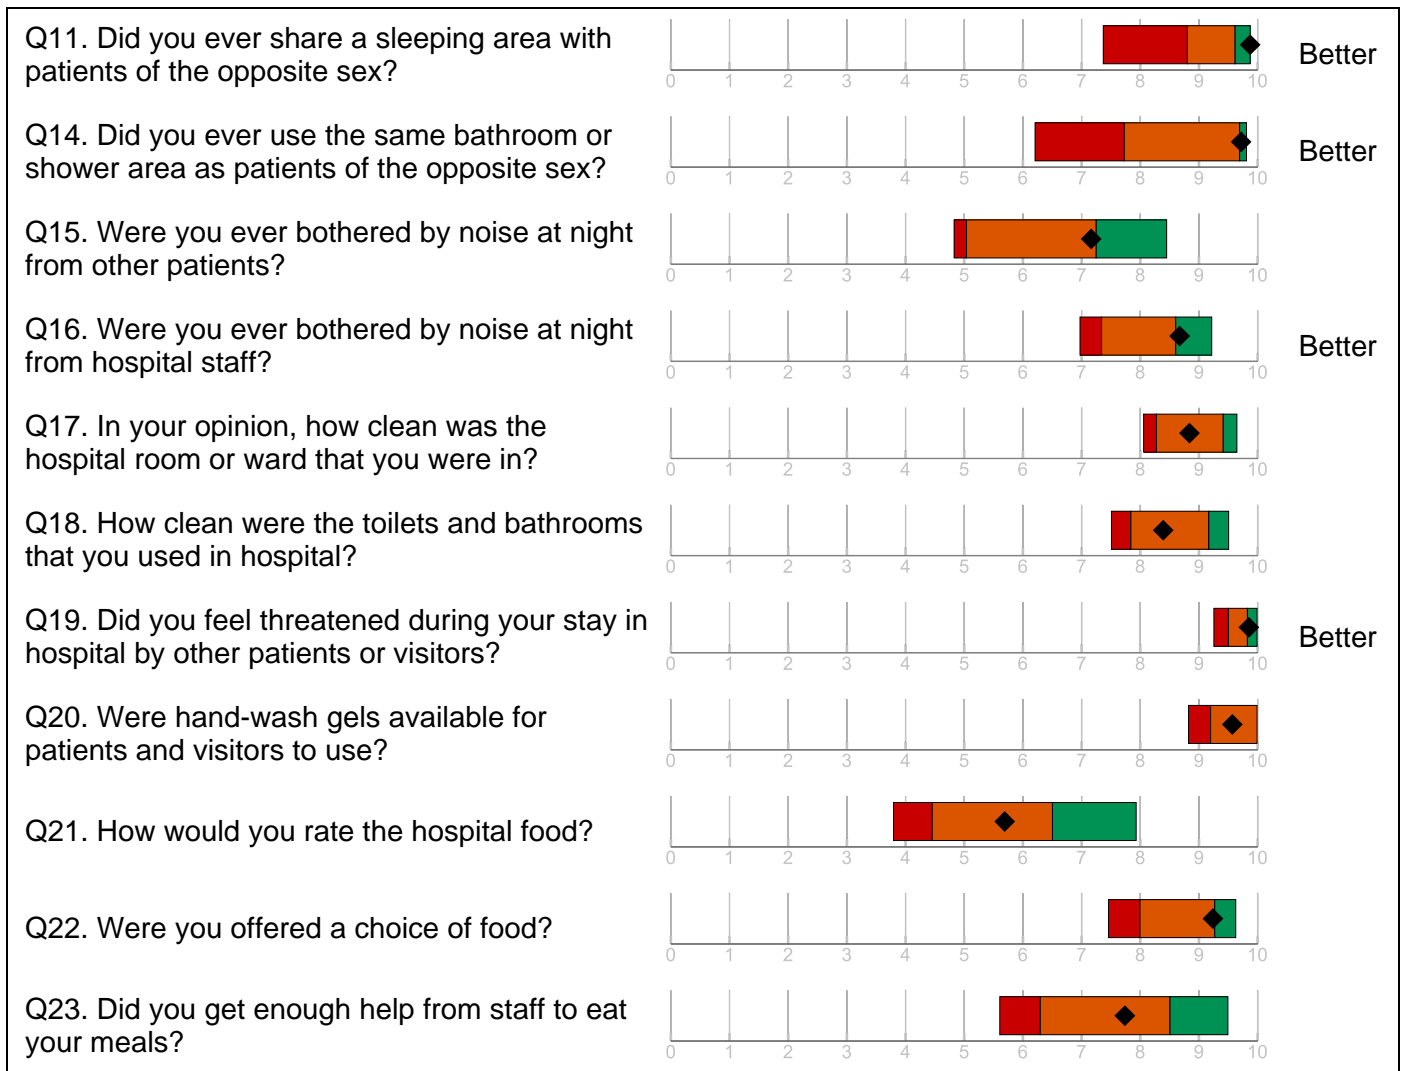 Q11. Did you ever share a sleeping area with
patients of the opposite sex?
0 1 2 3 4 5 6 7 8 9 10
Better
Q14. Did you ever use the same bathroom or
shower area as patients of the opposite sex?
0 1 2 3 4 5 6 7 8 9 10
Better
Q15. Were you ever bothered by noise at night
from other patients?
0 1 2 3 4 5 6 7 8 9 10
Q16. Were you ever bothered by noise at night
from hospital staff?
0 1 2 3 4 5 6 7 8 9 10
Better
Q17. In your opinion, how clean was the
hospital room or ward that you were in?
0 1 2 3 4 5 6 7 8 9 10
Q18. How clean were the toilets and bathrooms
that you used in hospital?
0 1 2 3 4 5 6 7 8 9 10
Q19. Did you feel threatened during your stay in
hospital by other patients or visitors?
0 1 2 3 4 5 6 7 8 9 10
Better
Q20. Were hand-wash gels available for
patients and visitors to use?
0 1 2 3 4 5 6 7 8 9 10
Q21. How would you rate the hospital food?
0 1 2 3 4 5 6 7 8 9 10
Q22. Were you offered a choice of food?
0 1 2 3 4 5 6 7 8 9 10
Q23. Did you get enough help from staff to eat
your meals?
0 1 2 3 4 5 6 7 8 9 10